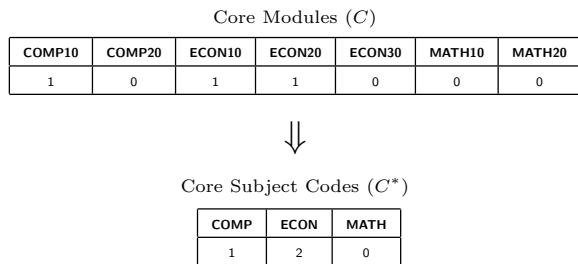 Core Modules (C)
COMP10 COMP20 ECON10 ECON20 ECON30 MATH10 MATH20
1 0 1 1 0 0 0
⇓
Core Subject Codes (C*)
COMP ECON MATH
1 2 0